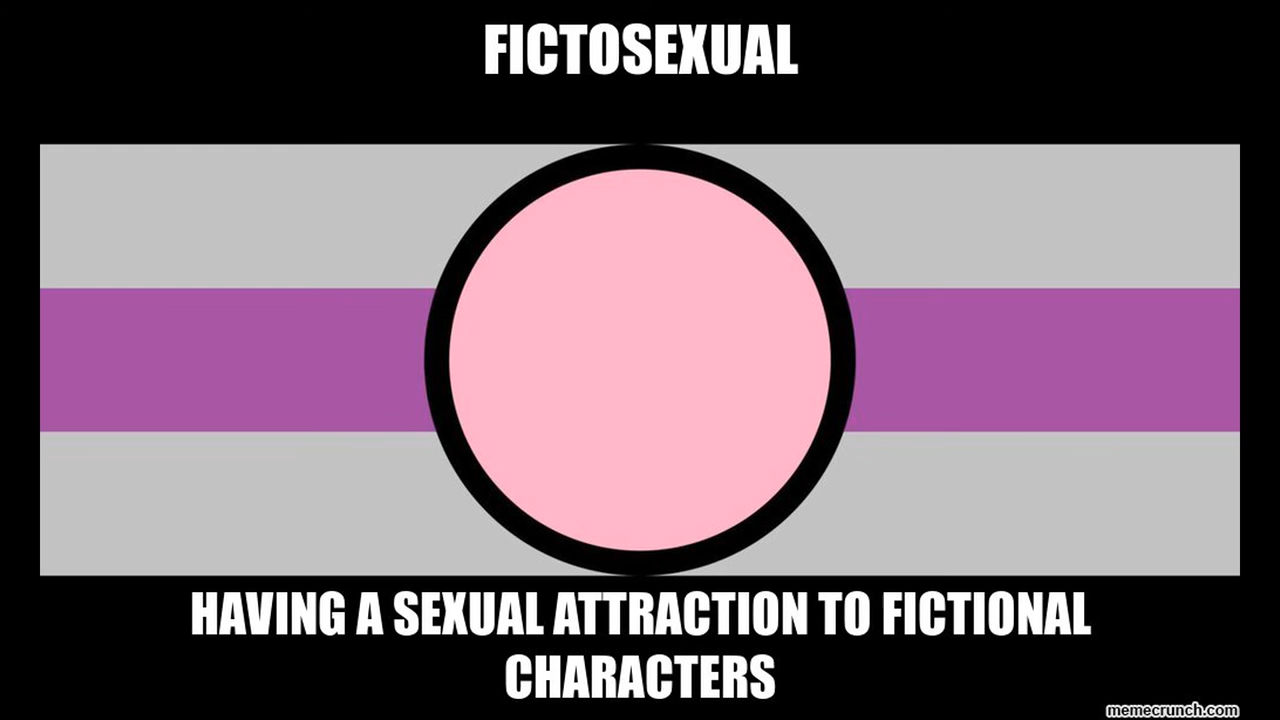 FICTOSEXUAL
HAVING A SEXUAL ATTRACTION TO FICTIONAL
CHARACTERS
memecrunch.com